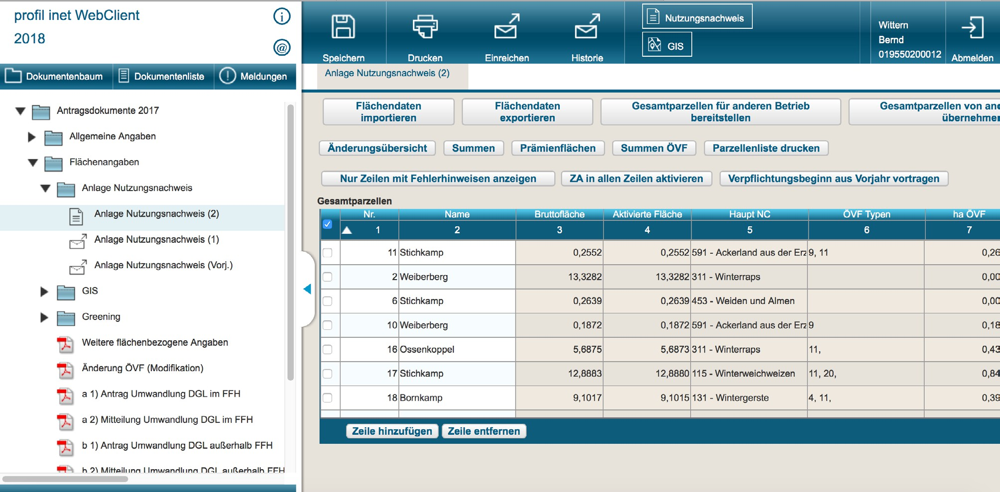 profil inet WebClient
2018
Speichern
Drucken
Einreichen
Historie
Nutzungsnachweis
GIS
Wittern
Bernd
019550200012
Abmelden
Dokumentenbaum
Dokumentenliste
Meldungen
Antragsdokumente 2017
Allgemeine Angaben
Flächenangaben
Anlage Nutzungsnachweis
Anlage Nutzungsnachweis (2)
Anlage Nutzungsnachweis (1)
Anlage Nutzungsnachweis (Vorj.)
GIS
Greening
Weitere flächenbezogene Angaben
Änderung ÖVF (Modifikation)
a 1) Antrag Umwandlung DGL im FFH
a 2) Mitteilung Umwandlung DGL im FFH
b 1) Antrag Umwandlung DGL außerhalb FFH
b 2) Mitteilung Umwandlung DGL außerhalb FFH
Anlage Nutzungsnachweis (2)
Flächendaten
importieren
Flächendaten
exportieren
Gesamtparzellen für anderen Betrieb
bereitstellen
Gesamtparzellen von
Änderungsübersicht
Summen
Prämienflächen
Summen ÖVF
Parzellenliste drucken
Nur Zeilen mit Fehlerhinweisen anzeigen
ZA in allen Zeilen aktivieren
Verpflichtungsbeginn aus Vorjahr vortragen
Gesamtparzellen
Nr. Name Bruttofläche Aktivierte Fläche Haupt NC ÖVF Typen ha ÖVF
1 2 3 4 5 6 7
11 Stichkamp 0,2552 0,2552 591 - Ackerland aus der Erz 9, 11 0,26
2 Weiberberg 13,3282 13,3282 311 - Winterraps 0,00
6 Stichkamp 0,2639 0,2639 453 - Weiden und Almen 0,00
10 Weiberberg 0,1872 0,1872 591 - Ackerland aus der Erz 9 0,18
16 Ossenkoppel 5,6875 5,6873 311 - Winterraps 11, 0,43
17 Stichkamp 12,8883 12,8880 115 - Winterweichweizen 11, 20, 0,84
18 Bornkamp 9,1017 9,1015 131 - Wintergerste 4, 11, 0,39
Zeile hinzufügen
Zeile entfernen